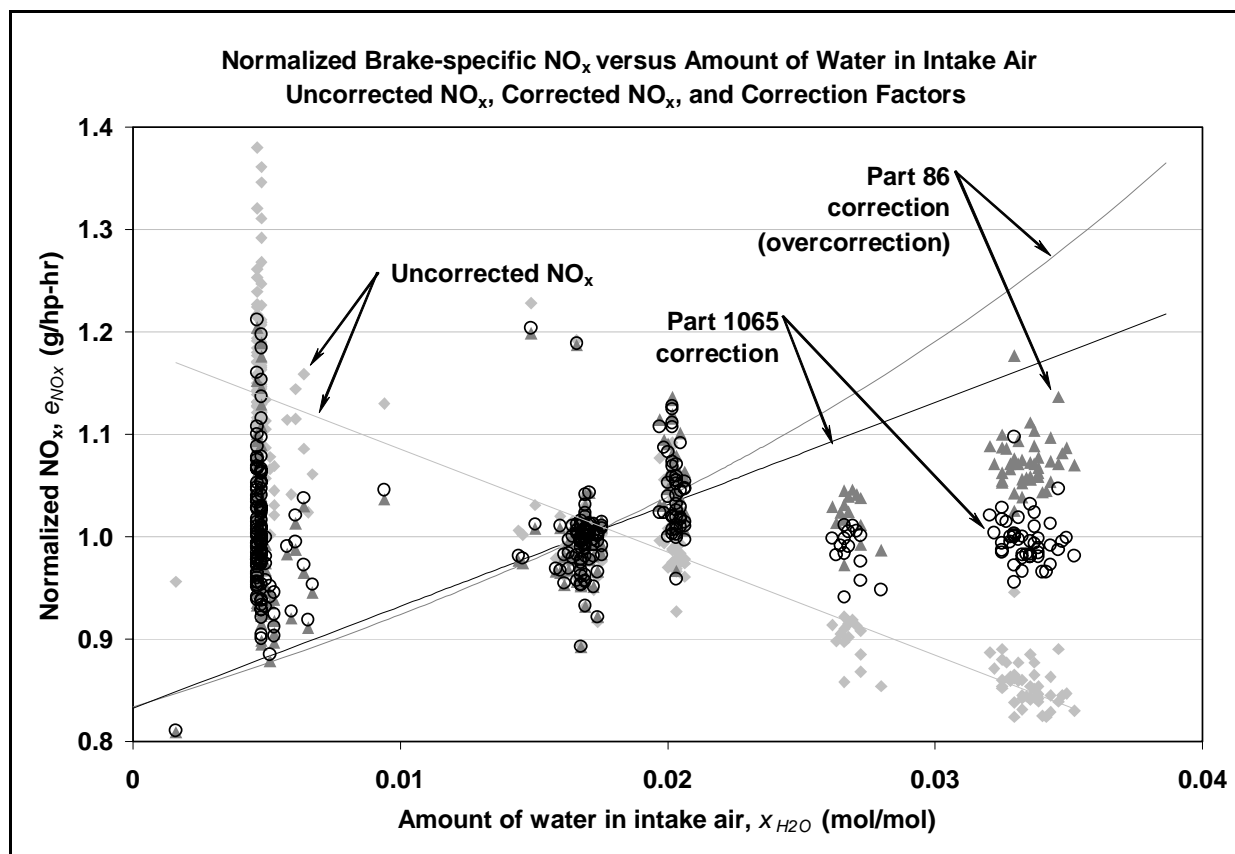 Normalized Brake-specific NOx versus Amount of Water in Intake Air
Uncorrected NOx, Corrected NOx, and Correction Factors
Normalized NOx, eNOx (g/hp-hr)
1.4
1.3
1.2
1.1
1.0
0.9
0.8
Part 86
correction
(overcorrection)
Uncorrected NOx
Part 1065
correction
0
0.01
0.02
0.03
0.04
Amount of water in intake air, xH2O (mol/mol)